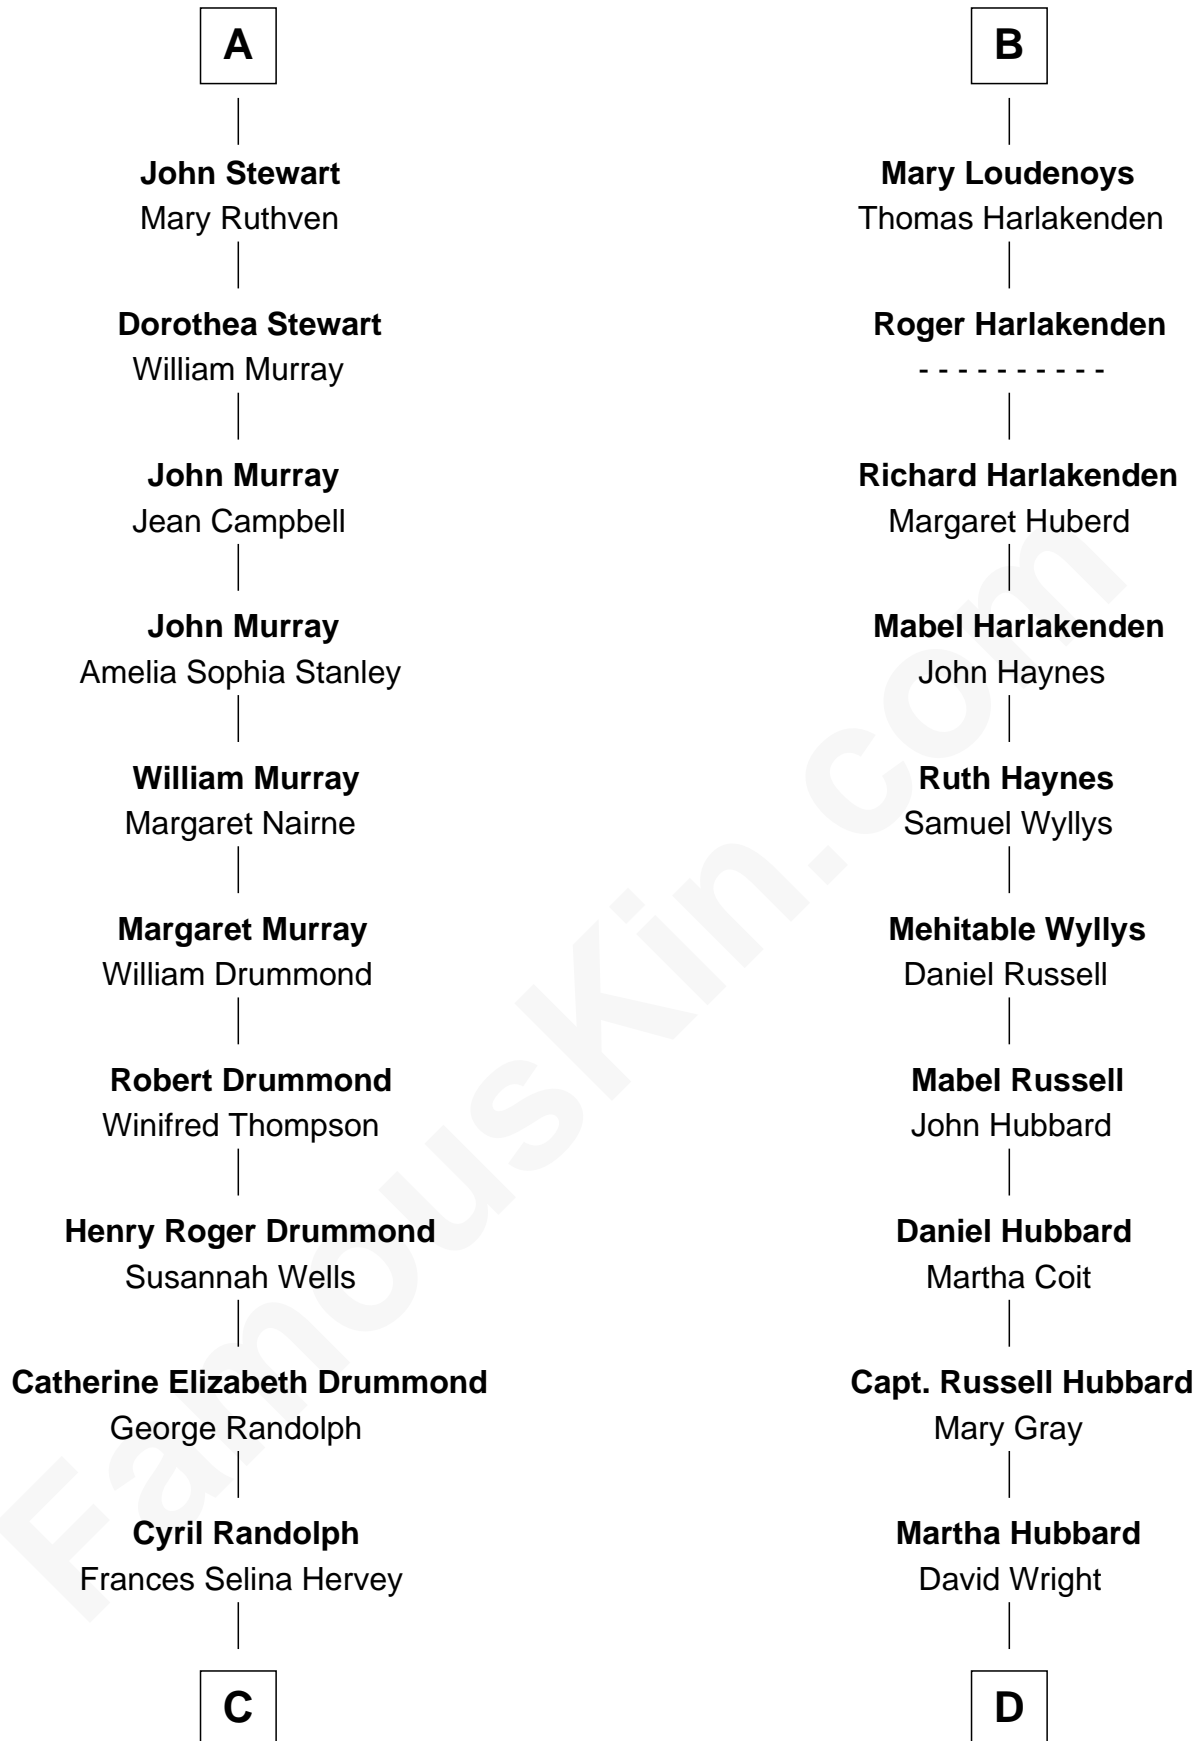 A
John Stewart
Mary Ruthven
Dorothea Stewart
William Murray
John Murray
Jean Campbell
John Murray
Amelia Sophia Stanley
William Murray
Margaret Nairne
Margaret Murray
William Drummond
Robert Drummond
Winifred Thompson
Henry Roger Drummond
Susannah Wells
Catherine Elizabeth Drummond
George Randolph
Cyril Randolph
Frances Selina Hervey
C
B
Mary Loudenoys
Thomas Harlakenden
Roger Harlakenden
- - - - - - - - - -
Richard Harlakenden
Margaret Huberd
Mabel Harlakenden
John Haynes
Ruth Haynes
Samuel Wyllys
Mehitable Wyllys
Daniel Russell
Mabel Russell
John Hubbard
Daniel Hubbard
Martha Coit
Capt. Russell Hubbard
Mary Gray
Martha Hubbard
David Wright
D
FamousKin.com